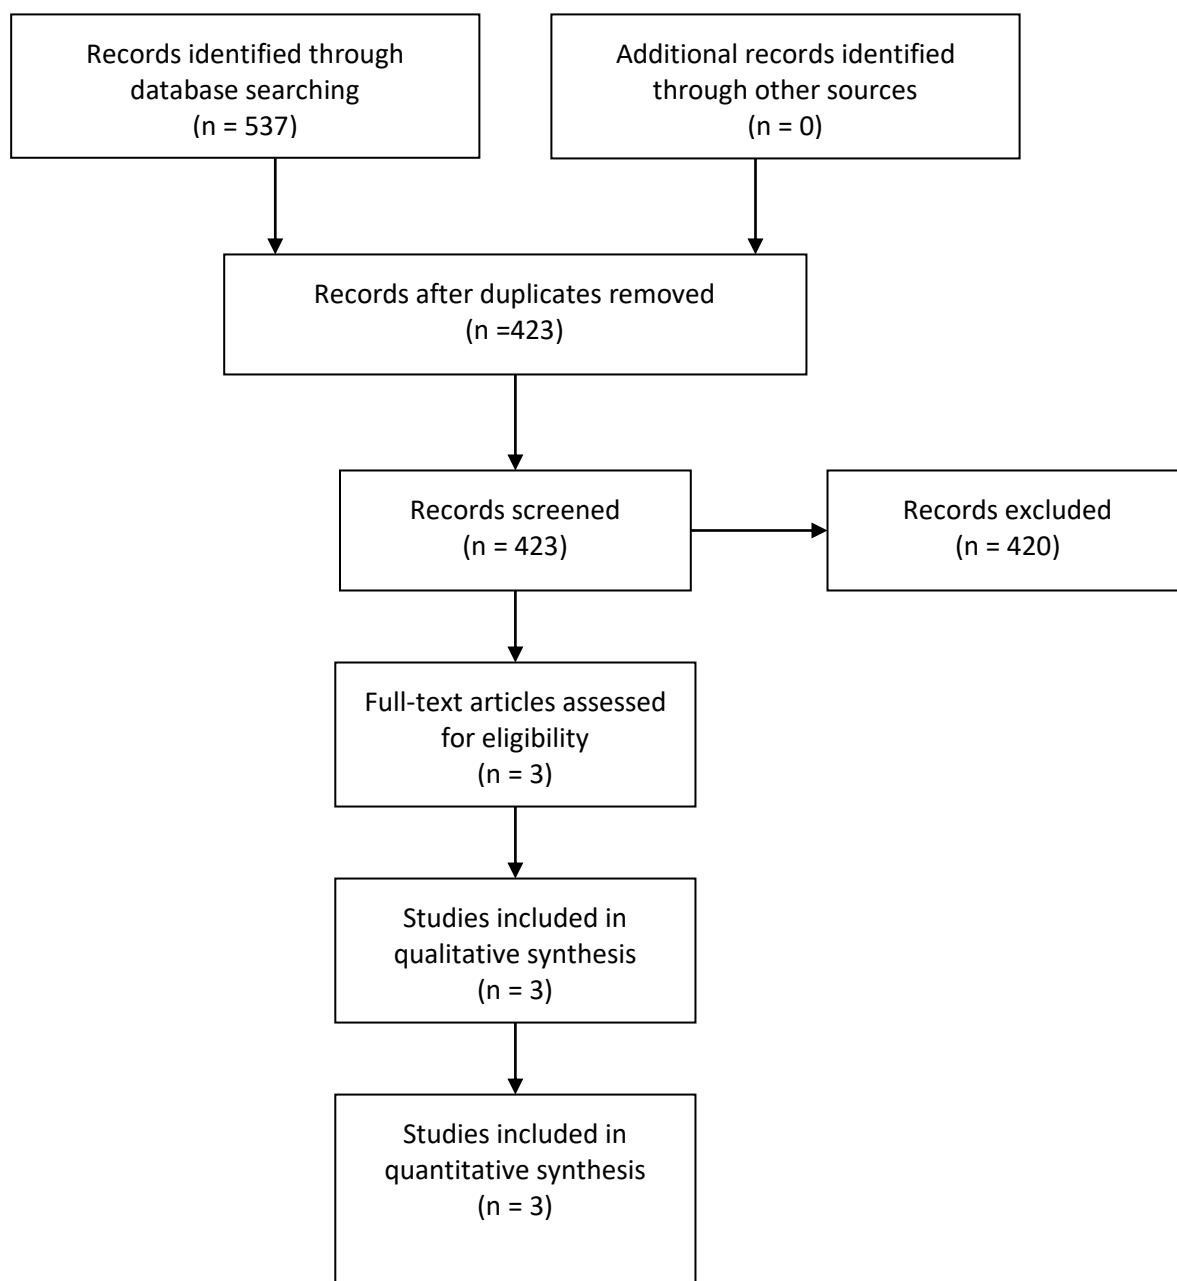 Records identified through
database searching
(n = 537)
Additional records identified
through other sources
(n = 0)
Records after duplicates removed
(n =423)
Records screened
(n = 423)
Records excluded
(n = 420)
Full-text articles assessed
for eligibility
(n = 3)
Studies included in
qualitative synthesis
(n = 3)
Studies included in
quantitative synthesis
(n = 3)